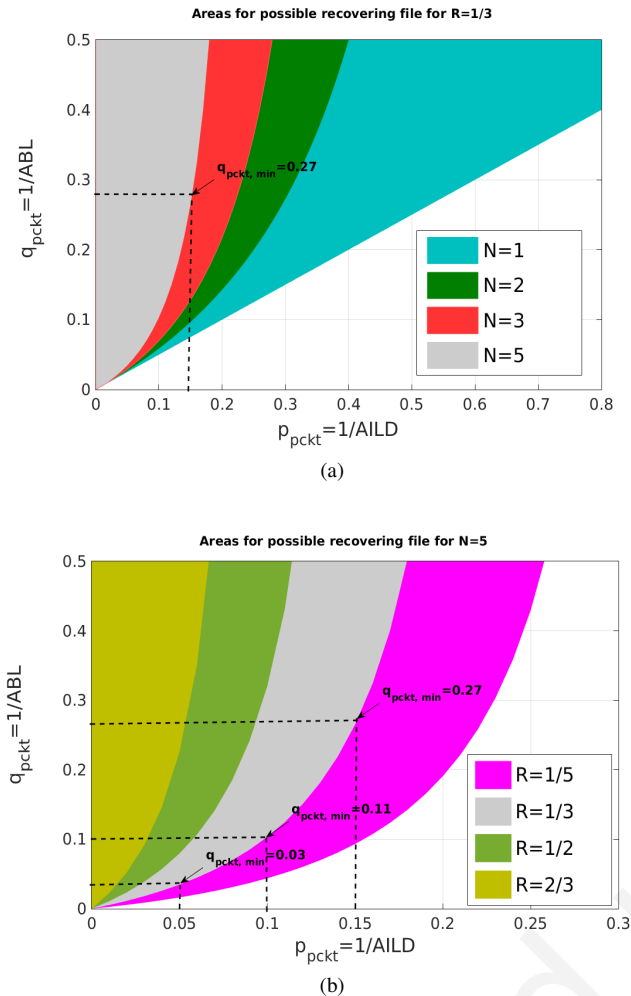 Areas for possible recovering file for R=1/3
0.5
0.4
0.3
0.2
0.1
0
q_pckt=1/ABL
q_pckt, min=0.27
N=1
N=2
N=3
N=5
0 0.1 0.2 0.3 0.4 0.5 0.6 0.7 0.8
p_pckt=1/AILD
(a)
Areas for possible recovering file for N=5
0.5
0.4
0.3
0.2
0.1
0
q_pckt=1/ABL
q_pckt, min=0.27
q_pckt, min=0.11
q_pckt, min=0.03
R=1/5
R=1/3
R=1/2
R=2/3
0 0.05 0.1 0.15 0.2 0.25 0.3
p_pckt=1/AILD
(b)